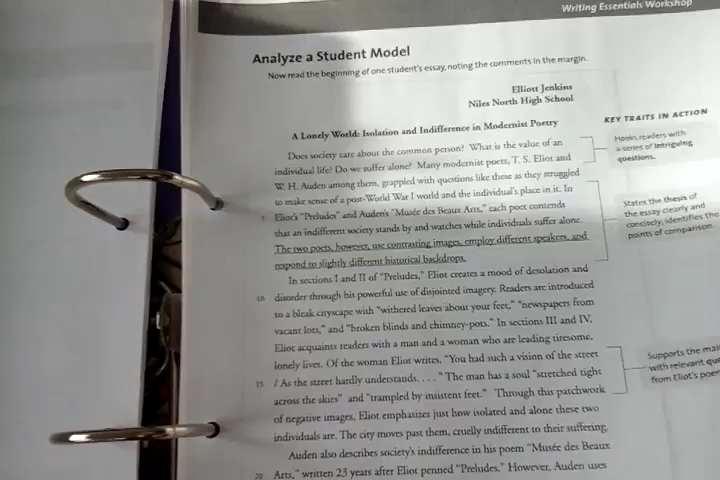 Writing Essentials Workshop
Analyze a Student Model
Now read the beginning of one student's essay, noting the comments in the margin.
Elliott Jenkins
Niles North High School
A Lonely World: Isolation and Indifference in Modernist Poetry
Does society care about the common person? What is the value of an
individual life? Do we suffer alone? Many modernist poets, T. S. Eliot and
W. H. Auden among them, grappled with questions like these as they struggled
to make sense of a post-World War I world and the individual's place in it. In
Eliot's "Preludes" and Auden's "Musée des Beaux Arts," each poet contends
that an indifferent society stands by and watches while individuals suffer alone.
The two poets, however, use contrasting images, employ different speakers, and
respond to slightly different historical backdrops.
In sections I and II of "Preludes," Eliot creates a mood of desolation and
10 disorder through his powerful use of disjointed imagery. Readers are introduced
to a bleak cityscape with "withered leaves about your feet," "newspapers from
vacant lots," and "broken blinds and chimney-pots." In sections III and IV,
Eliot acquaints readers with a man and a woman who are leading tiresome,
lonely lives. Of the woman Eliot writes, "You had such a vision of the street
15 / As the street hardly understands. . . ." The man has a soul "stretched tight
across the skies" and "trampled by insistent feet." Through this patchwork
of negative images, Eliot emphasizes just how isolated and alone these two
individuals are. The city moves past them, cruelly indifferent to their suffering.
Auden also describes society's indifference in his poem "Musée des Beaux
20 Arts," written 23 years after Eliot penned "Preludes." However, Auden uses
KEY TRAITS IN ACTION
Hooks readers with
a series of intriguing
questions.
States the thesis of
the essay clearly and
concisely, identifies the
points of comparison.
Supports the mai
with relevant qu
from Eliot's poem